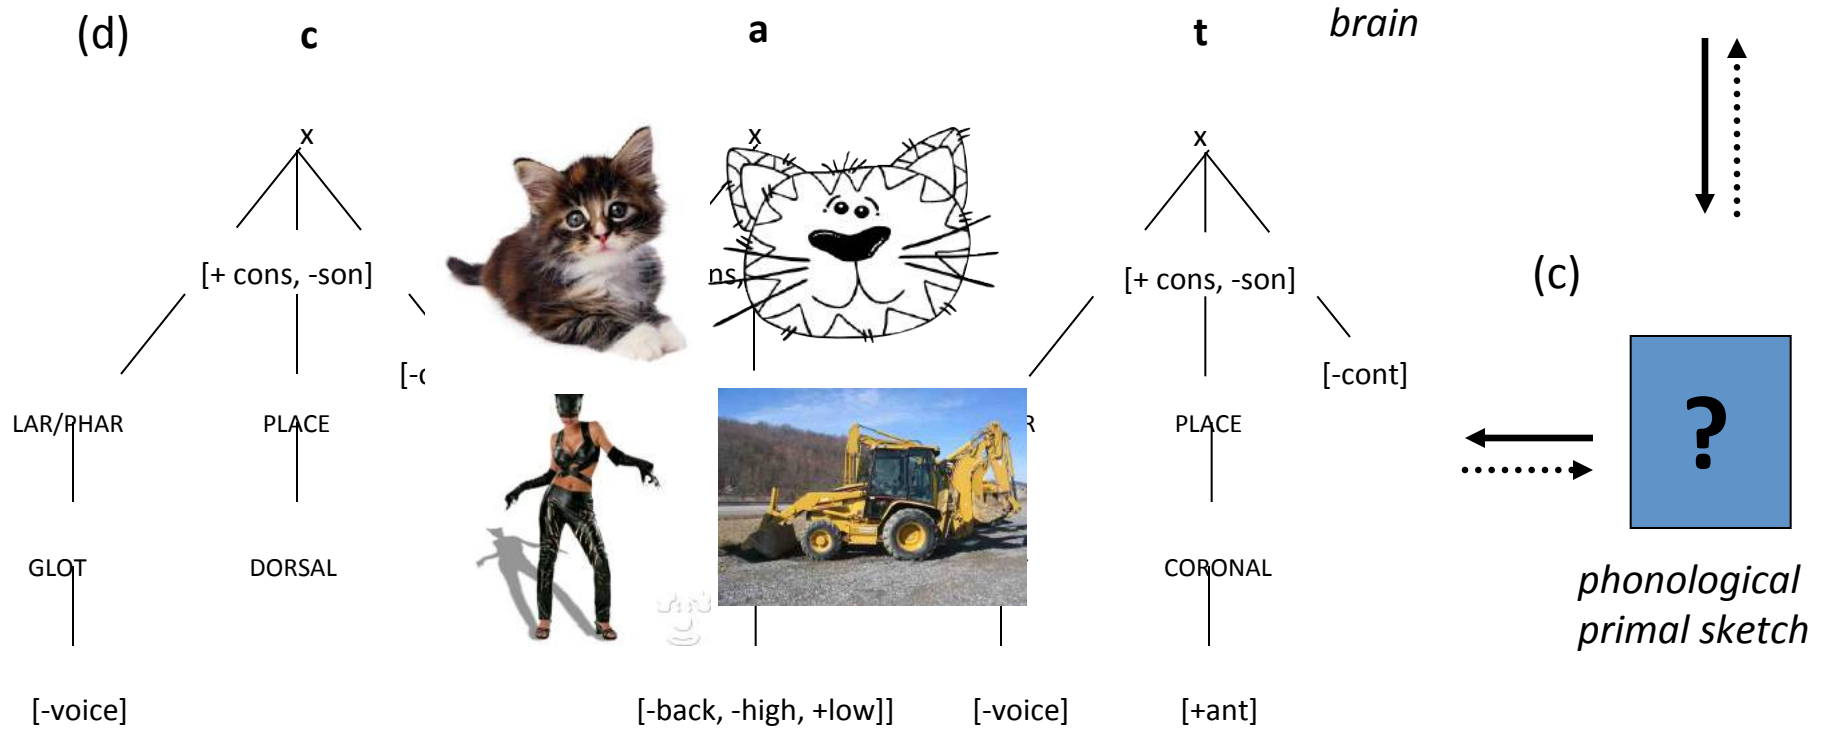 (d)
c
a
t
brain
x
x
x
[+ cons, -son]
ns,
[+ cons, -son]
(c)
[-c
[-cont]
?
LAR/PHAR
PLACE
R
PLACE
GLOT
DORSAL
CORONAL
phonological
primal sketch
[-voice]
[-back, -high, +low]]
[-voice]
[+ant]